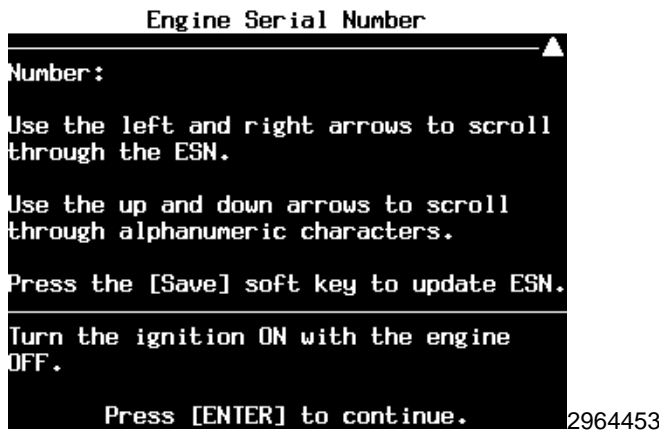 Engine Serial Number
Number:
Use the left and right arrows to scroll
through the ESN.
Use the up and down arrows to scroll
through alphanumeric characters.
Press the [Save] soft key to update ESN.
Turn the ignition ON with the engine
OFF.
Press [ENTER] to continue.
2964453